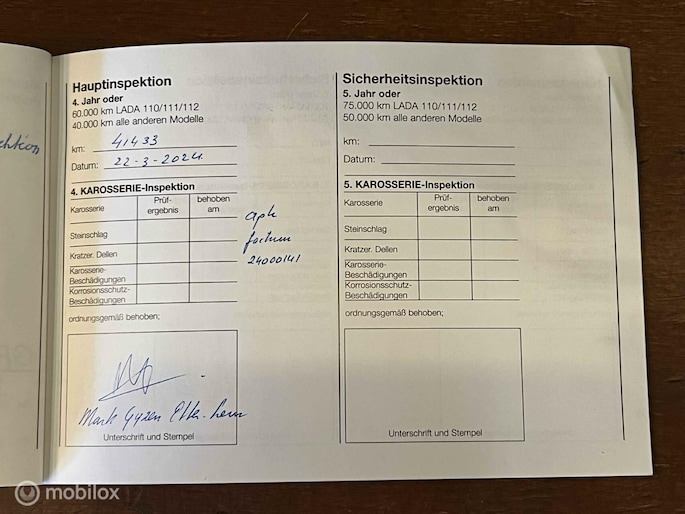 Hauptinspektion
4. Jahr oder
60.000 km LADA 110/111/112
40.000 km alle anderen Modelle
km: 41433
Datum: 22-3-2024.
4. KAROSSERIE-Inspektion
Karosserie
Prüf-
ergebnis
behoben
am
Steinschlag
Kratzer. Dellen
Karosserie-
Beschädigungen
Korrosionsschutz-
Beschädigungen
apk
factuur
24000141
ordnungsgemäß behoben;
Mark
Unterschrift und Stempel
Sicherheitsinspektion
5. Jahr oder
75.000 km LADA 110/111/112
50.000 km alle anderen Modelle
km:
Datum:
5. KAROSSERIE-Inspektion
Karosserie
Prüf-
ergebnis
behoben
am
Steinschlag
Kratzer. Dellen
Karosserie-
Beschädigungen
Korrosionsschutz-
Beschädigungen
ordnungsgemäß behoben;
Unterschrift und Stempel
mobilox